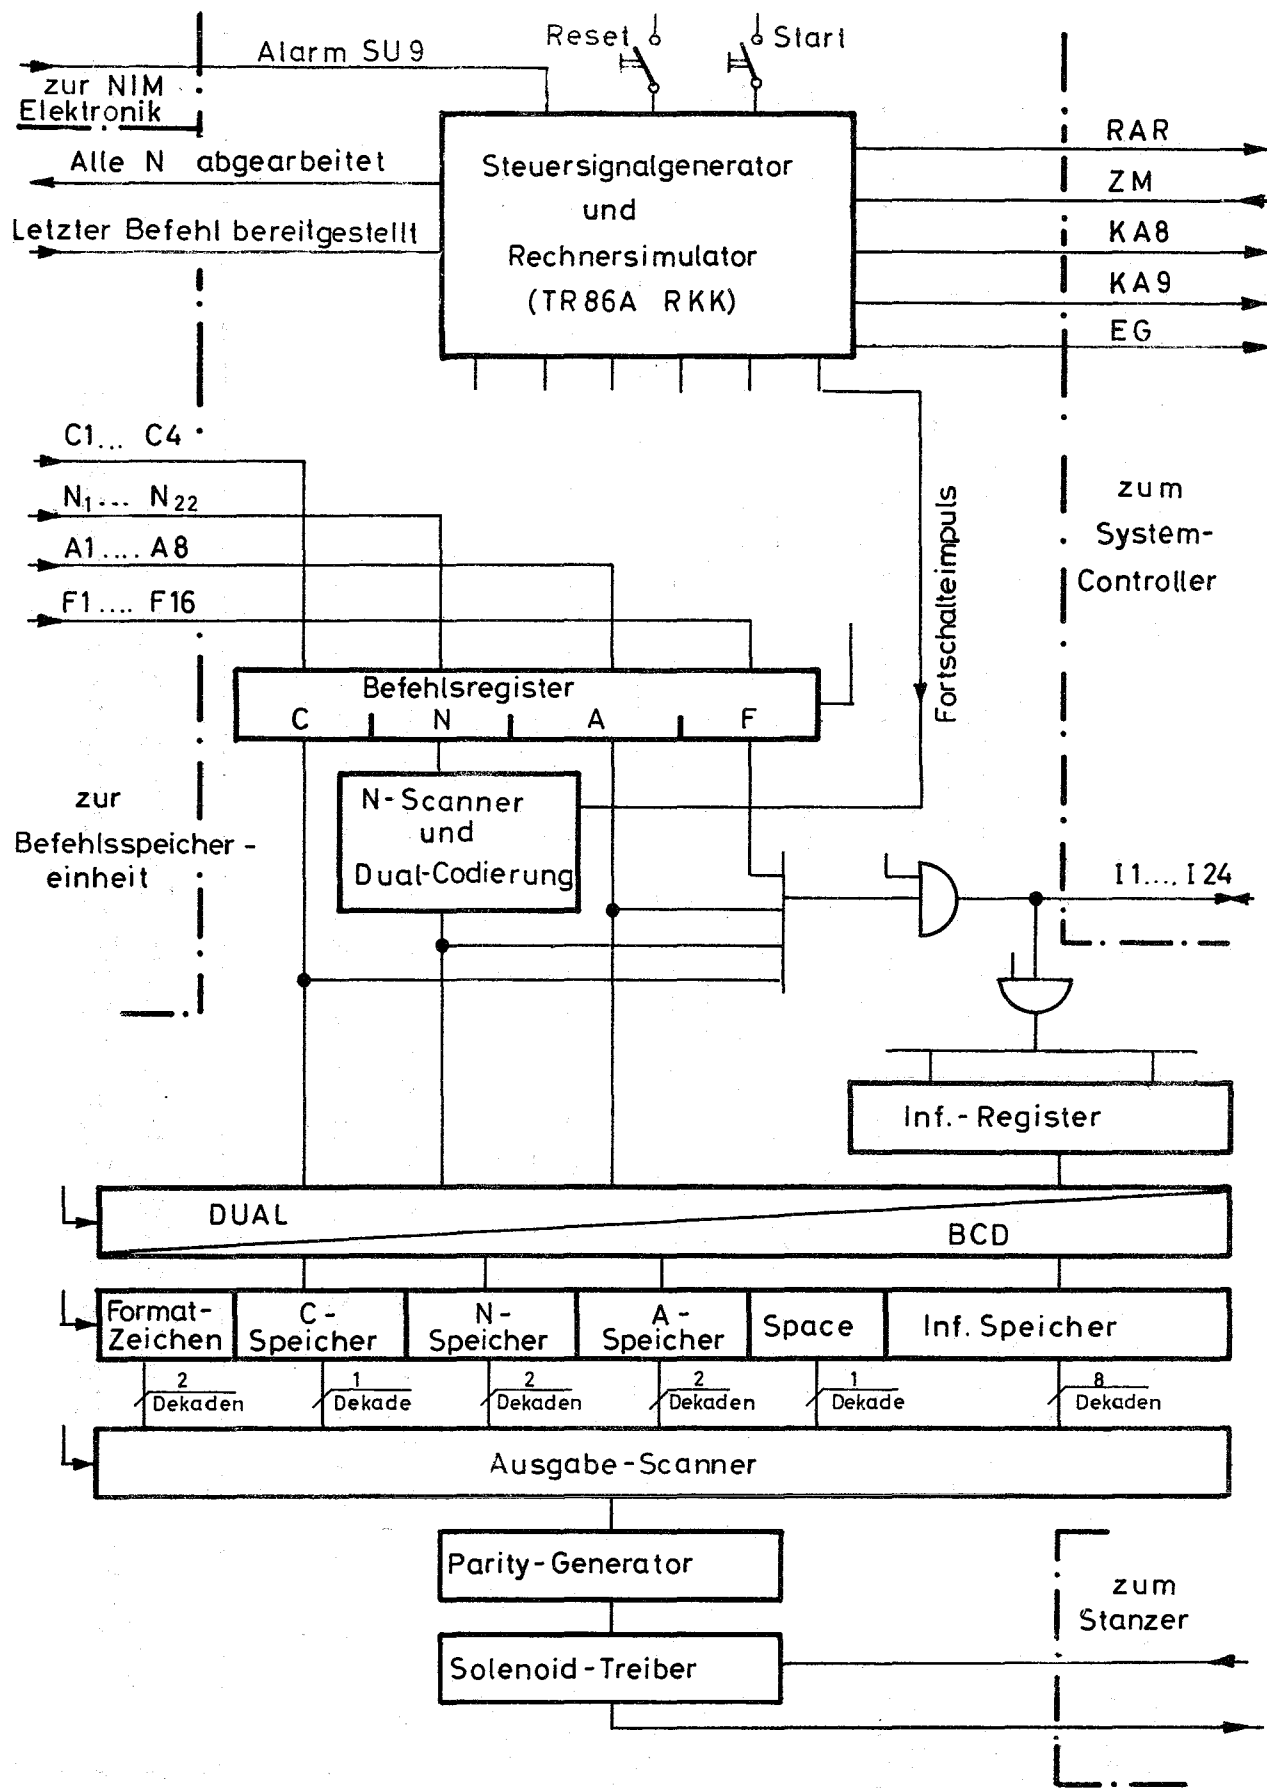 Reset
Start
Alarm SU9
zur NIM
Elektronik
Alle N abgearbeitet
Letzter Befehl bereitgestellt
Steuersignalgenerator
und
Rechnersimulator
(TR86A RKK)
RAR
ZM
KA8
KA9
EG
C1... C4
N1... N22
A1.... A8
F1.... F16
zum
System-
Controller
Fortschalteimpuls
Befehlsregister
C N A F
zur
Befehlsspeicher-
einheit
N-Scanner
und
Dual-Codierung
I1... I24
Inf.-Register
DUAL
BCD
Format-
Zeichen
C-
Speicher
N-
Speicher
A-
Speicher
Space
Inf. Speicher
2
Dekaden
1
Dekade
2
Dekaden
2
Dekaden
1
Dekade
8
Dekaden
Ausgabe-Scanner
Parity-Generator
Solenoid-Treiber
zum
Stanzer